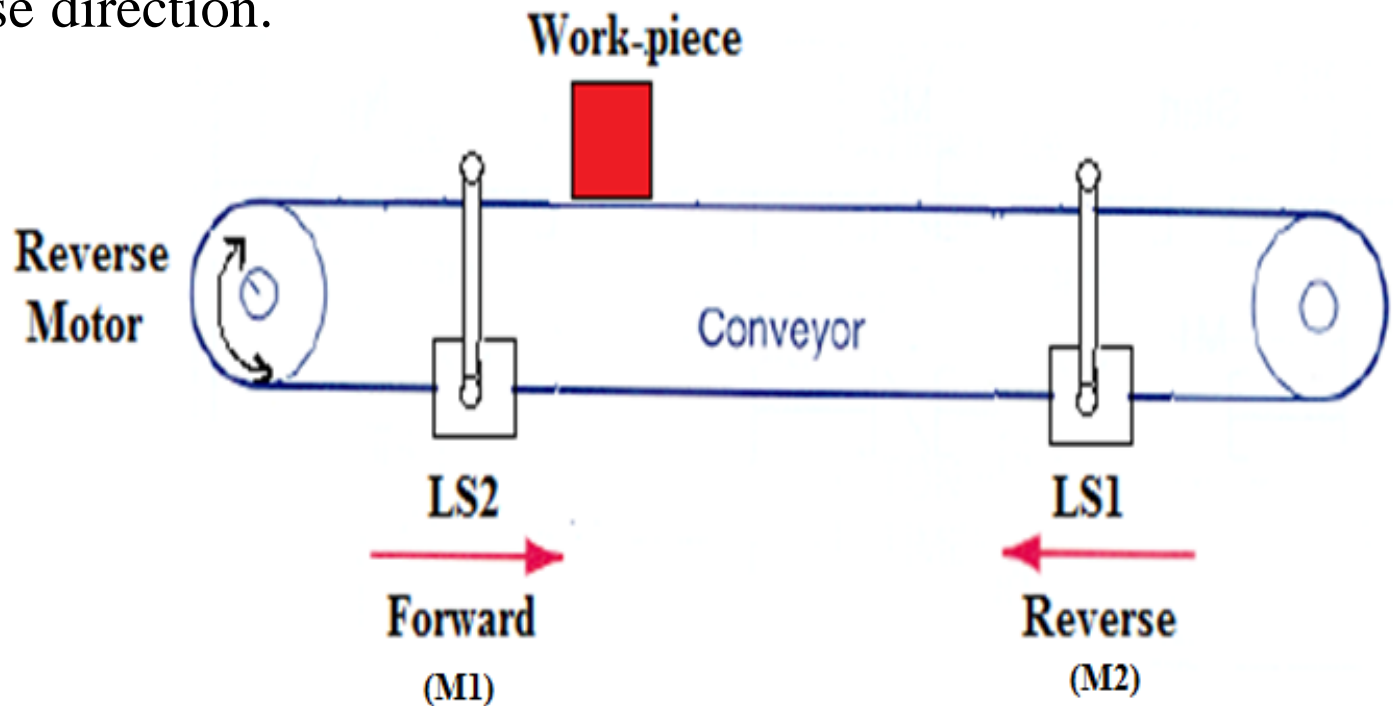 se direction.
Work-piece
Reverse
Motor
Conveyor
LS2
LS1
Forward
Reverse
(M1)
(M2)